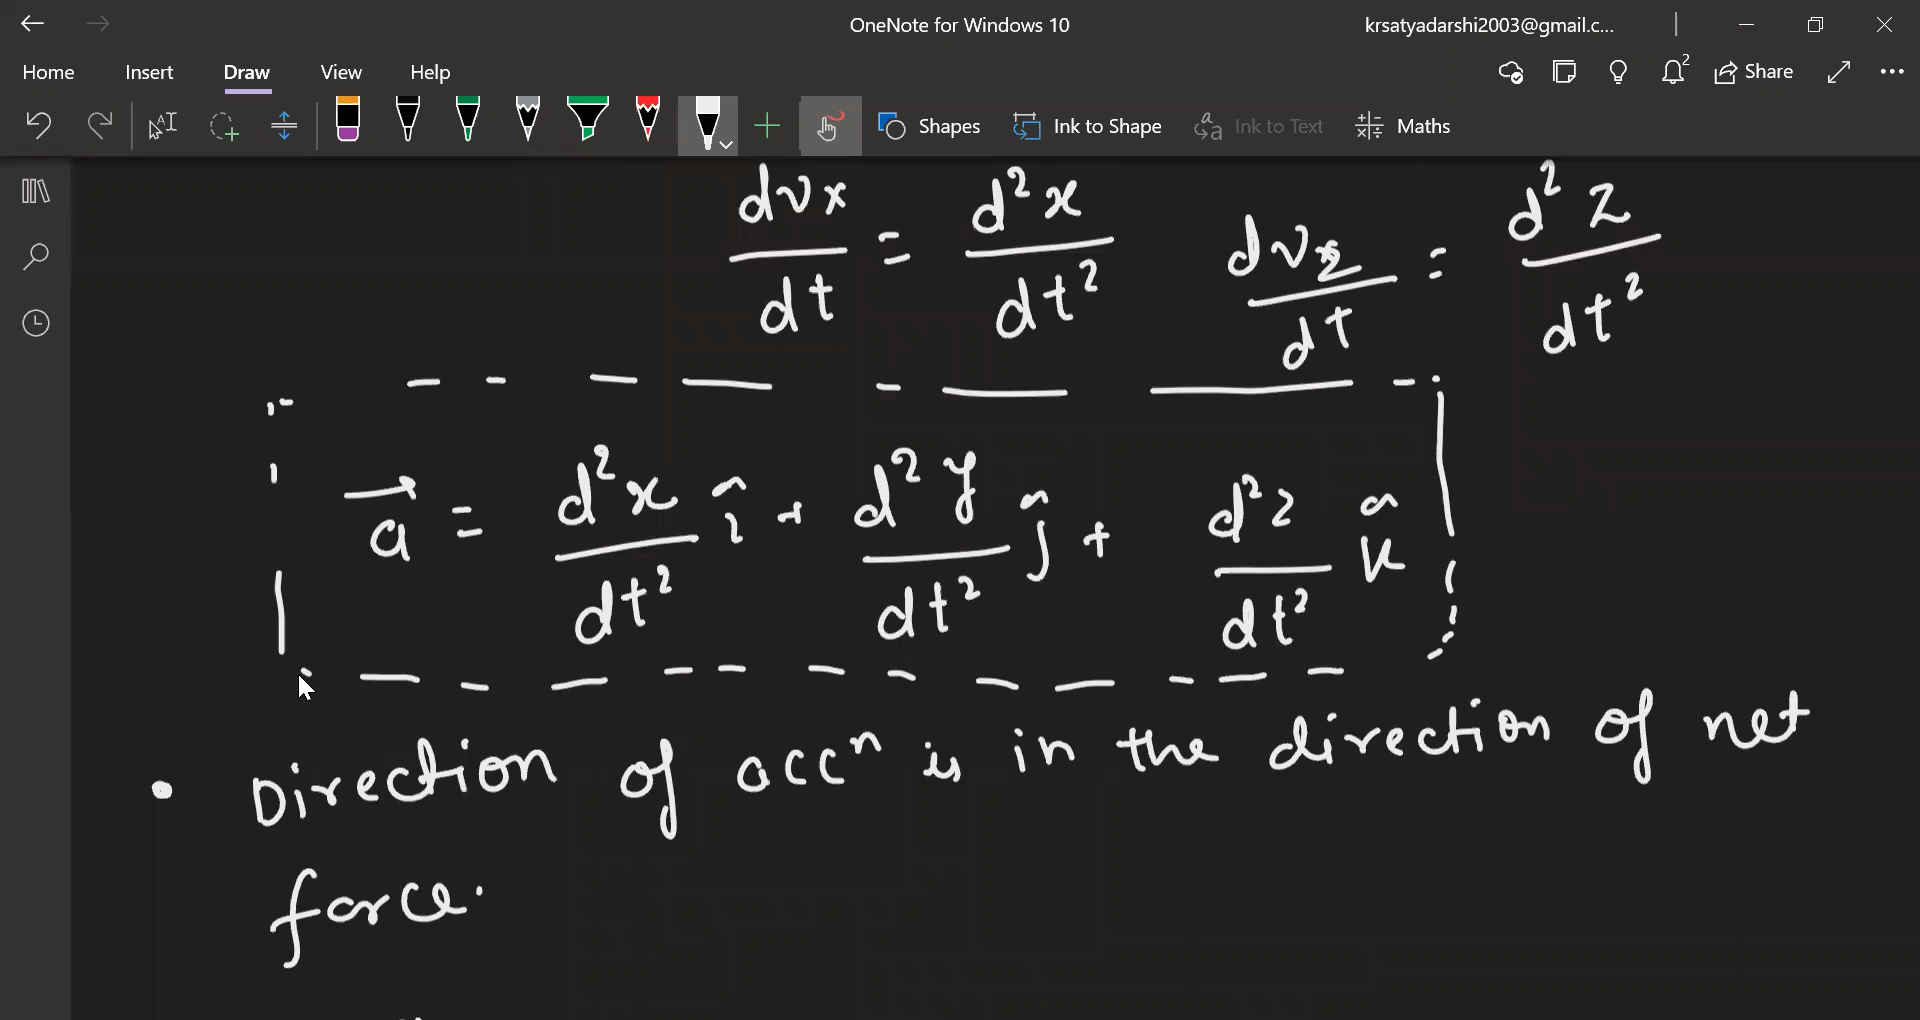 OneNote for Windows 10
krsatyadarshi2003@gmail.c...
Home Insert Draw View Help
2 Share
Shapes Ink to Shape Ink to Text Maths
dvx/dt = d²x/dt² dvz/dt = d²z/dt²
a⃗ = d²x/dt² î + d²y/dt² ĵ + d²z/dt² k̂
• Direction of accⁿ is in the direction of net
force.